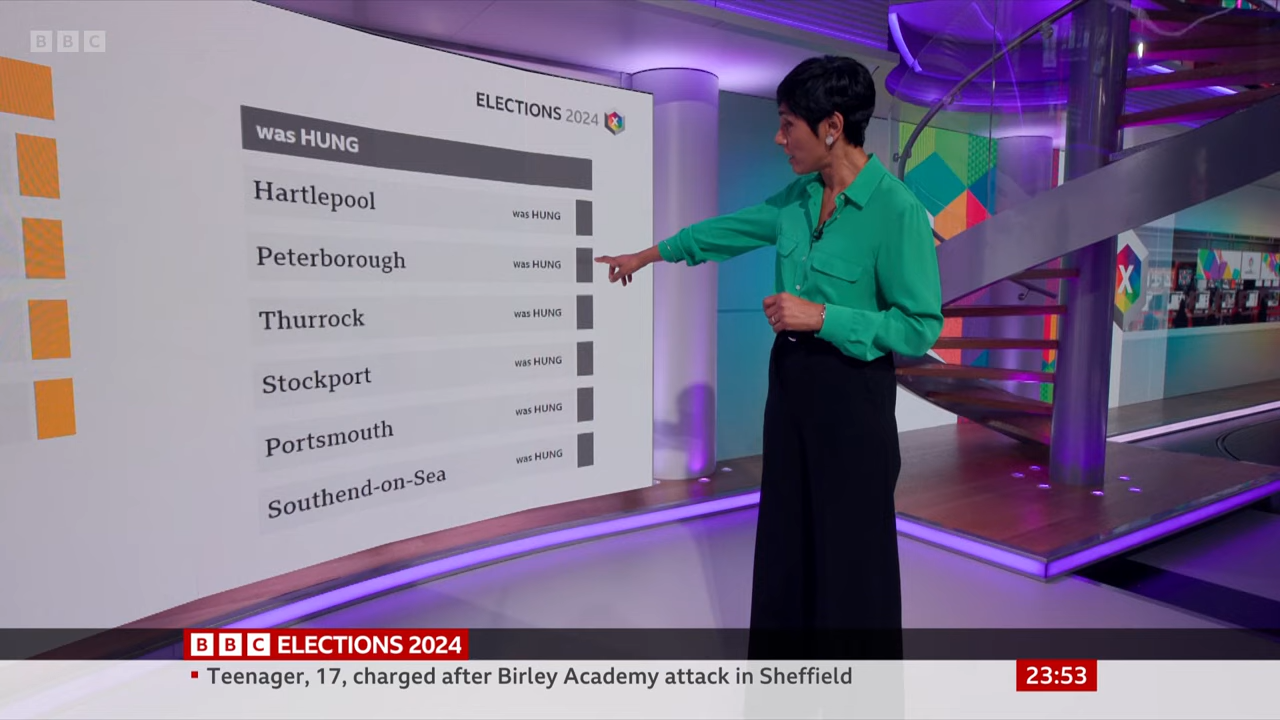 BBC
ELECTIONS 2024
was HUNG
Hartlepool was HUNG
Peterborough was HUNG
Thurrock was HUNG
Stockport was HUNG
Portsmouth was HUNG
Southend-on-Sea was HUNG
X
BBC ELECTIONS 2024
Teenager, 17, charged after Birley Academy attack in Sheffield
23:53